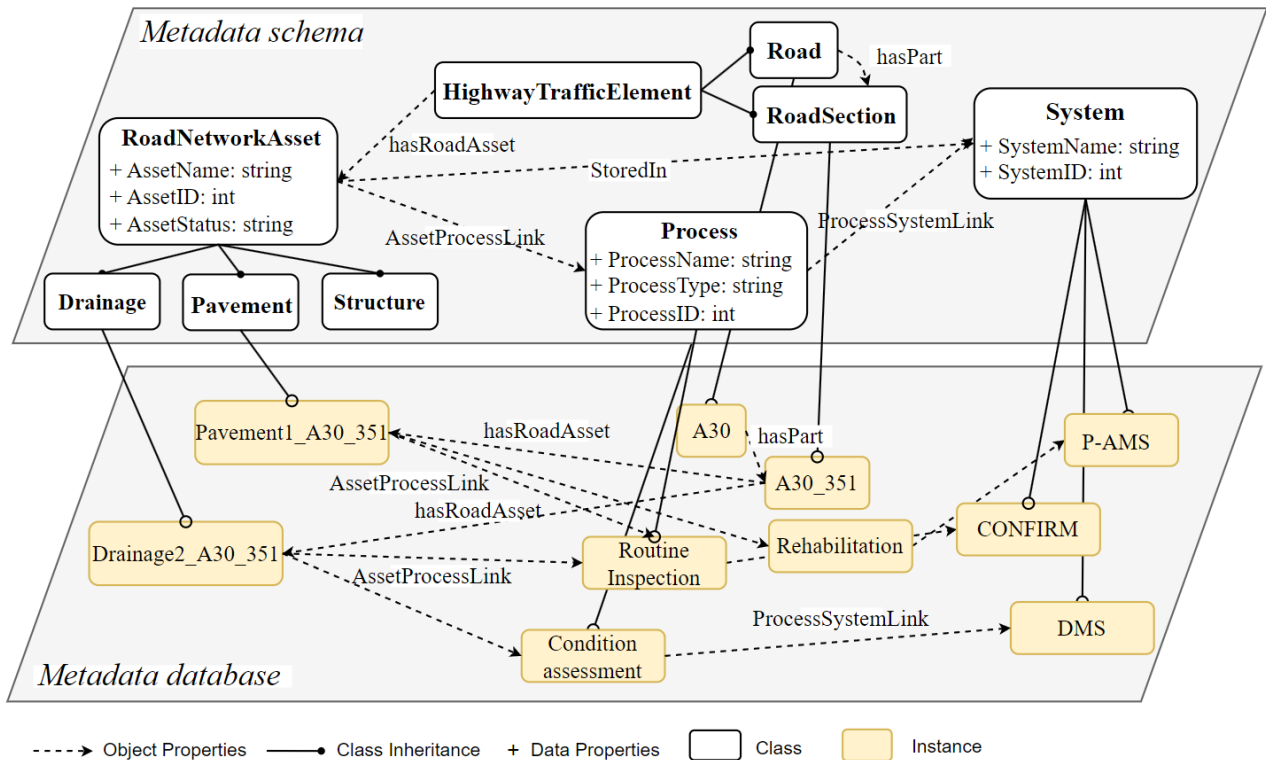 Metadata schema
Road
hasPart
HighwayTrafficElement
RoadSection
System
+ SystemName: string
+ SystemID: int
RoadNetworkAsset
+ AssetName: string
+ AssetID: int
+ AssetStatus: string
hasRoadAsset
StoredIn
AssetProcessLink
ProcessSystemLink
Process
+ ProcessName: string
+ ProcessType: string
+ ProcessID: int
Drainage
Pavement
Structure
Pavement1_A30_351
hasRoadAsset
A30
hasPart
P-AMS
A30_351
AssetProcessLink
hasRoadAsset
CONFIRM
Drainage2_A30_351
Routine
Inspection
Rehabilitation
AssetProcessLink
ProcessSystemLink
DMS
Condition
assessment
Metadata database
Object Properties
Class Inheritance
+ Data Properties
Class
Instance